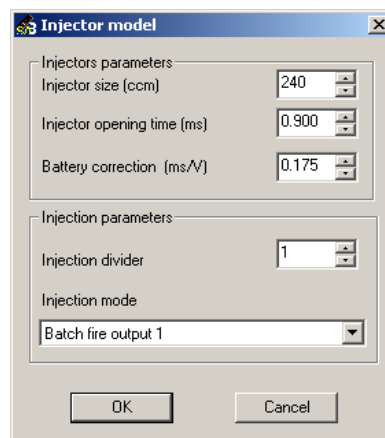 Injector model
Injectors parameters
Injector size (ccm) 240
Injector opening time (ms) 0.900
Battery correction (ms/V) 0.175
Injection parameters
Injection divider 1
Injection mode
Batch fire output 1
OK Cancel